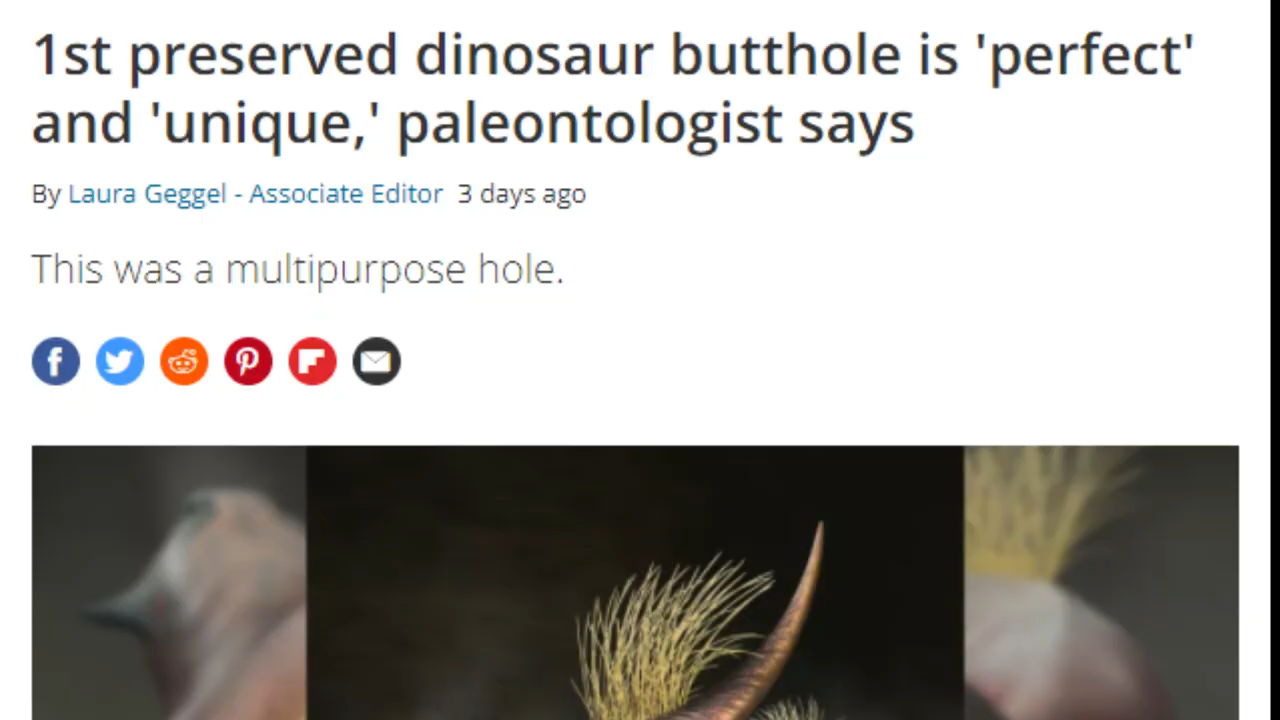 1st preserved dinosaur butthole is 'perfect'
and 'unique,' paleontologist says
By Laura Geggel - Associate Editor 3 days ago
This was a multipurpose hole.